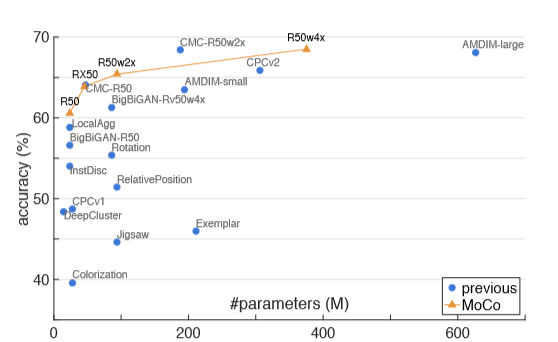 70
CMC-R50w2x
R50w4x
AMDIM-large
R50w2x
CPCv2
RX50
AMDIM-small
CMC-R50
R50
BigBiGAN-Rv50w4x
60
LocalAgg
BigBiGAN-R50
Rotation
InstDisc
RelativePosition
50
CPCv1
DeepCluster
Exemplar
Jigsaw
Colorization
40
accuracy (%)
#parameters (M)
previous
MoCo
0
200
400
600